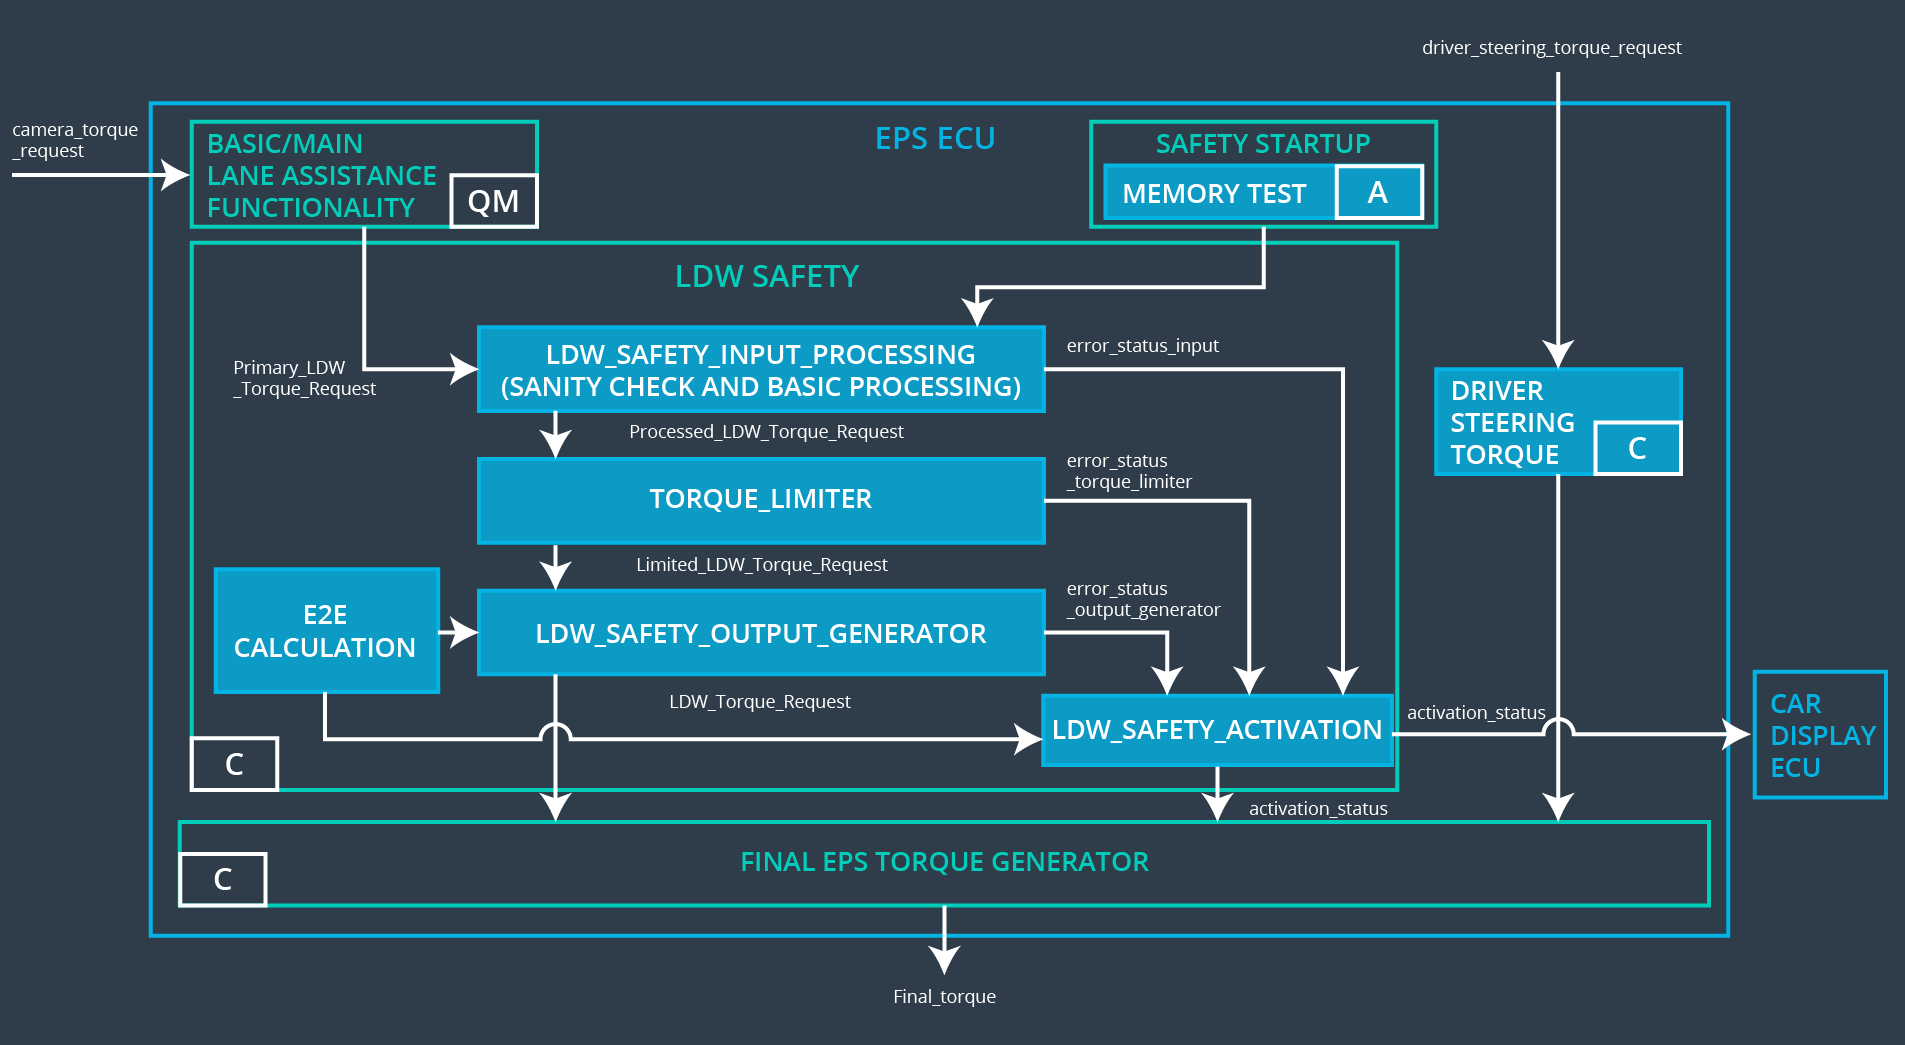 driver_steering_torque_request
camera_torque
_request
BASIC/MAIN
LANE ASSISTANCE
FUNCTIONALITY
QM
EPS ECU
SAFETY STARTUP
MEMORY TEST
A
LDW SAFETY
Primary_LDW
_Torque_Request
LDW_SAFETY_INPUT_PROCESSING
(SANITY CHECK AND BASIC PROCESSING)
error_status_input
DRIVER
STEERING
TORQUE
C
Processed_LDW_Torque_Request
error_status
_torque_limiter
TORQUE_LIMITER
Limited_LDW_Torque_Request
error_status
_output_generator
E2E
CALCULATION
LDW_SAFETY_OUTPUT_GENERATOR
LDW_Torque_Request
LDW_SAFETY_ACTIVATION
activation_status
CAR
DISPLAY
ECU
C
activation_status
FINAL EPS TORQUE GENERATOR
C
Final_torque